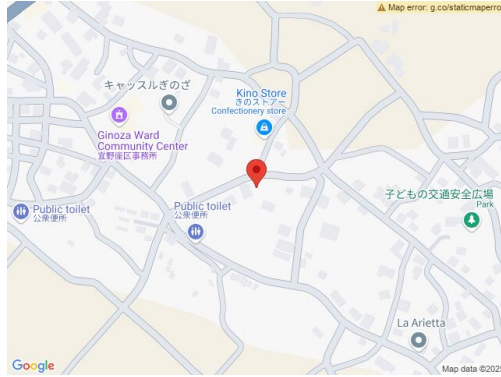 Map error: g.co/staticmaperro
キャッスルぎのざ
Kino Store
きのストアー
Confectionery store
Ginoza Ward
Community Center
宜野座区事務所
子どもの交通安全広場
Park
Public toilet
公衆便所
Public toilet
公衆便所
La Arietta
Google
Map data ©2025